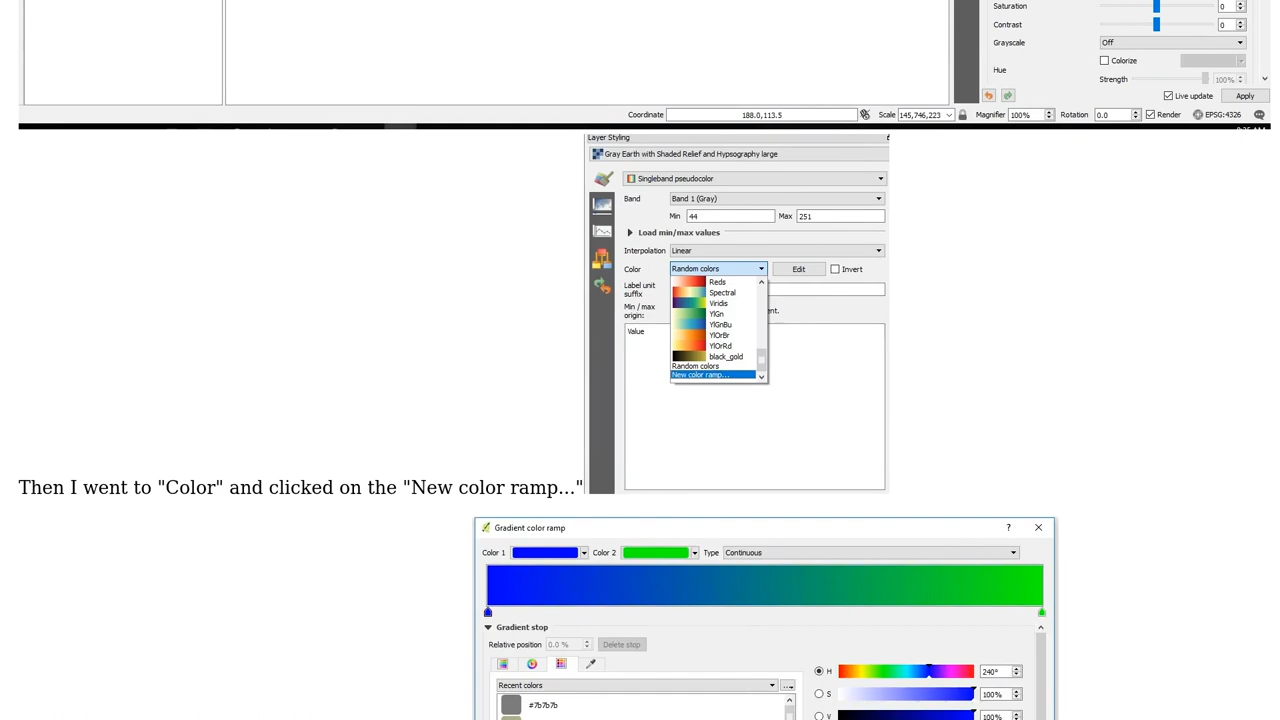 Saturation 0
Contrast 0
Grayscale Off
Colorize
Hue
Strength 100%
Live update Apply
Coordinate 188.0,113.5 Scale 145,746,223 Magnifier 100% Rotation 0.0 Render EPSG:4326
Layer Styling
Gray Earth with Shaded Relief and Hypsography large
Singleband pseudocolor
Band Band 1 (Gray)
Min 44 Max 251
Load min/max values
Interpolation Linear
Color Random colors Edit Invert
Reds
Label unit suffix
Spectral
Viridis
Min / max origin:
YlGn
YlGnBu
Value
YlOrBr
YlOrRd
black_gold
Random colors
New color ramp...
Then I went to "Color" and clicked on the "New color ramp..."
Gradient color ramp ?
Color 1 Color 2 Type Continuous
Gradient stop
Relative position 0.0 % Delete stop
H 240°
Recent colors ...
S 100%
#7b7b7b
V 100%